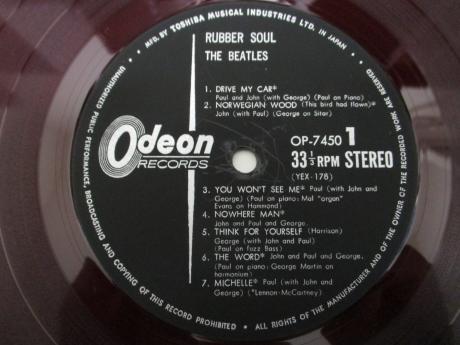 MFD. BY TOSHIBA MUSICAL INDUSTRIES LTD. IN JAPAN •
RUBBER SOUL
THE BEATLES
1. DRIVE MY CAR*
Paul and John (with George) (Paul on Piano)
2. NORWEGIAN WOOD (This bird had flown)*
John (with Paul) (George on Sitar)
Odeon
RECORDS
OP-7450 1
33⅓ RPM STEREO
(YEX-178)
3. YOU WON'T SEE ME* Paul (with John and
George) (Paul on piano: Mal "organ"
Evans on Hammond)
4. NOWHERE MAN*
John and Paul and George.
5. THINK FOR YOURSELF (Harrison)
George (with John and Paul)
(Paul on fuzz Bass)
6. THE WORD* John and Paul and George.
(Paul on piano: George Martin on
harmonium)
7. MICHELLE* Paul (with John and
George) (*Lennon-McCartney)
UNAUTHORIZED PUBLIC PERFORMANCE, BROADCASTING AND COPYING OF THIS RECORD PROHIBITED • ALL RIGHTS OF THE MANUFACTURER AND OF THE OWNER OF THE RECORDED WORK RESERVED.